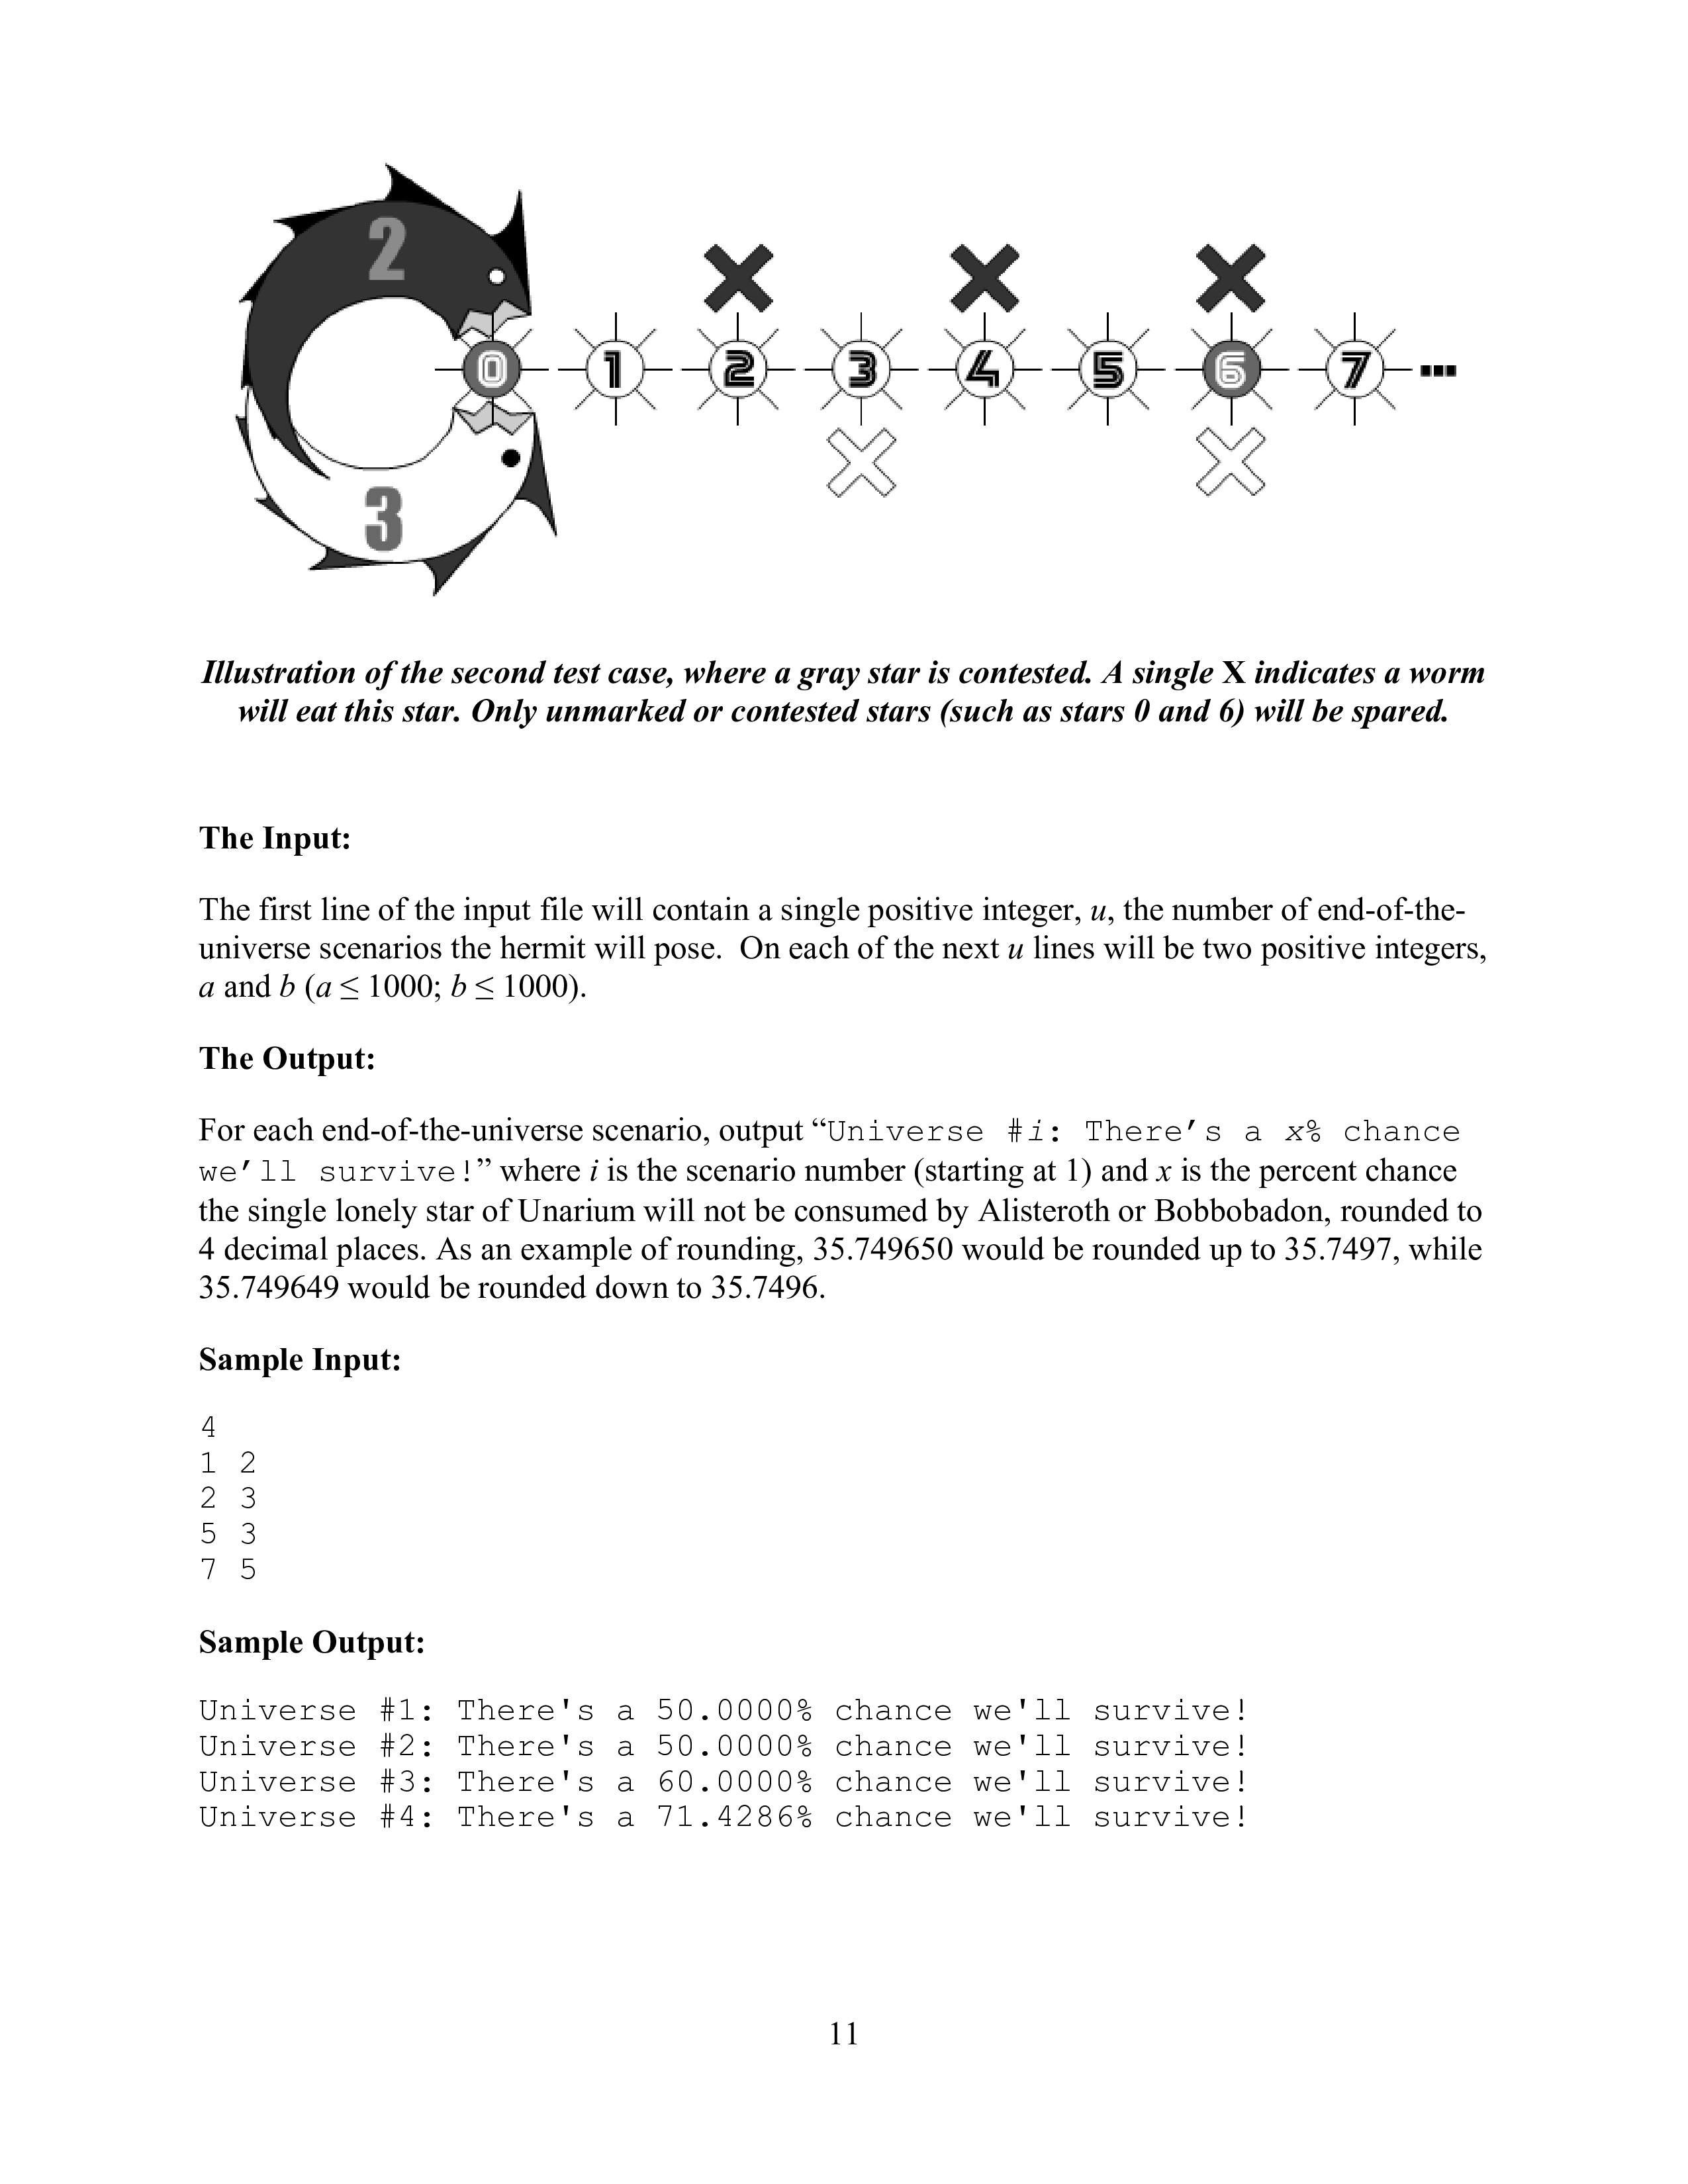 2
0 1 2 3 4 5 6 7 ...
3
Illustration of the second test case, where a gray star is contested. A single X indicates a worm
will eat this star. Only unmarked or contested stars (such as stars 0 and 6) will be spared.
The Input:
The first line of the input file will contain a single positive integer, u, the number of end-of-the-
universe scenarios the hermit will pose.  On each of the next u lines will be two positive integers,
a and b (a ≤ 1000; b ≤ 1000).
The Output:
For each end-of-the-universe scenario, output “Universe #i: There’s a x% chance
we’ll survive!” where i is the scenario number (starting at 1) and x is the percent chance
the single lonely star of Unarium will not be consumed by Alisteroth or Bobbobadon, rounded to
4 decimal places. As an example of rounding, 35.749650 would be rounded up to 35.7497, while
35.749649 would be rounded down to 35.7496.
Sample Input:
4
1 2
2 3
5 3
7 5
Sample Output:
Universe #1: There's a 50.0000% chance we'll survive!
Universe #2: There's a 50.0000% chance we'll survive!
Universe #3: There's a 60.0000% chance we'll survive!
Universe #4: There's a 71.4286% chance we'll survive!
11